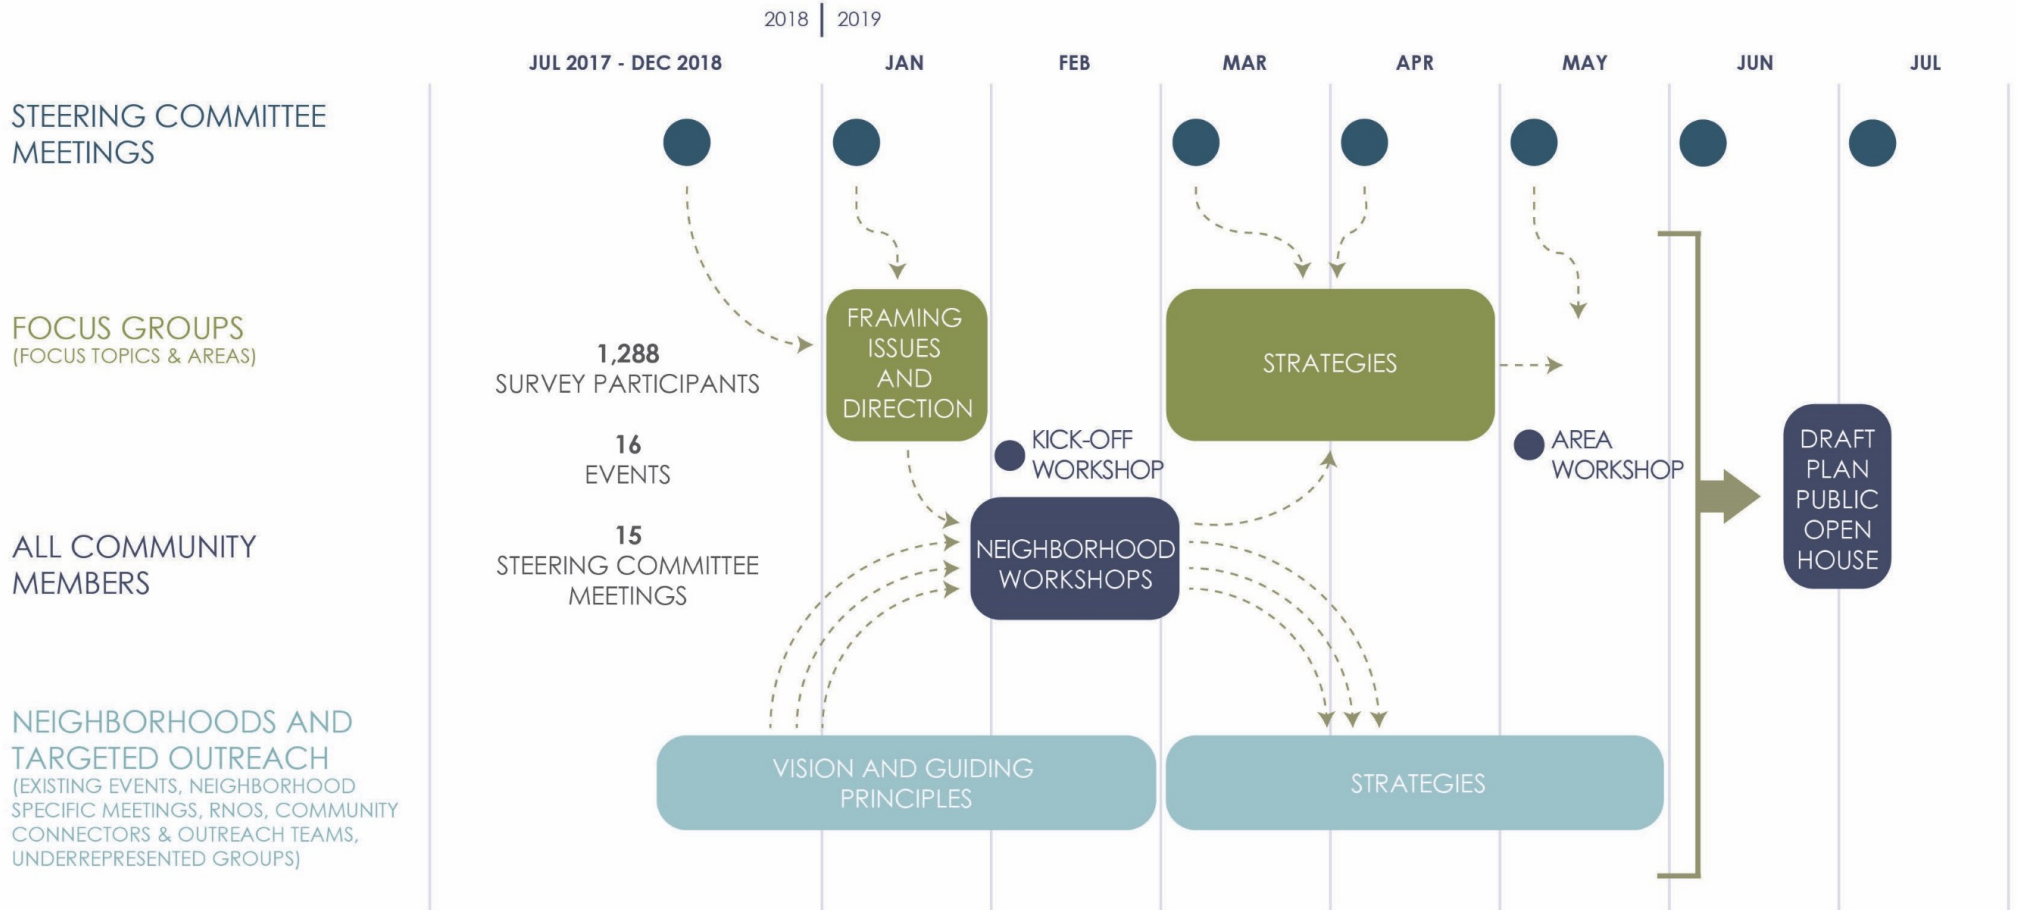 2018 | 2019
JUL 2017 - DEC 2018
JAN
FEB
MAR
APR
MAY
JUN
JUL
STEERING COMMITTEE
MEETINGS
FOCUS GROUPS
(FOCUS TOPICS & AREAS)
1,288
SURVEY PARTICIPANTS
16
EVENTS
15
STEERING COMMITTEE
MEETINGS
FRAMING
ISSUES
AND
DIRECTION
STRATEGIES
KICK-OFF
WORKSHOP
AREA
WORKSHOP
ALL COMMUNITY
MEMBERS
NEIGHBORHOOD
WORKSHOPS
DRAFT
PLAN
PUBLIC
OPEN
HOUSE
NEIGHBORHOODS AND
TARGETED OUTREACH
(EXISTING EVENTS, NEIGHBORHOOD
SPECIFIC MEETINGS, RNOS, COMMUNITY
CONNECTORS & OUTREACH TEAMS,
UNDERREPRESENTED GROUPS)
VISION AND GUIDING
PRINCIPLES
STRATEGIES